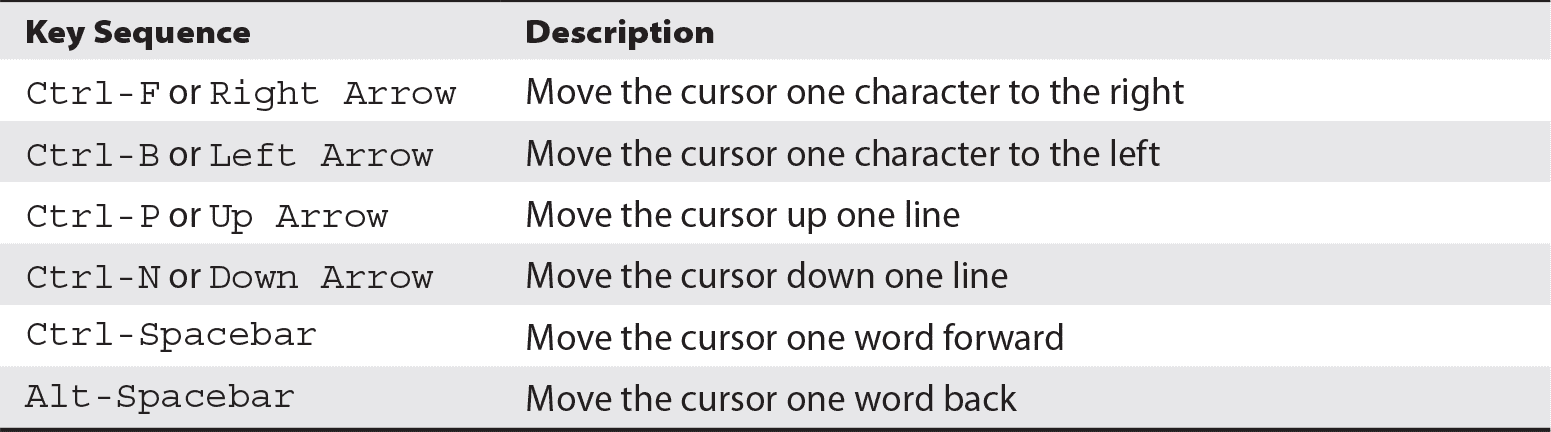 Key Sequence Description
Ctrl-F or Right Arrow Move the cursor one character to the right
Ctrl-B or Left Arrow Move the cursor one character to the left
Ctrl-P or Up Arrow Move the cursor up one line
Ctrl-N or Down Arrow Move the cursor down one line
Ctrl-Spacebar Move the cursor one word forward
Alt-Spacebar Move the cursor one word back